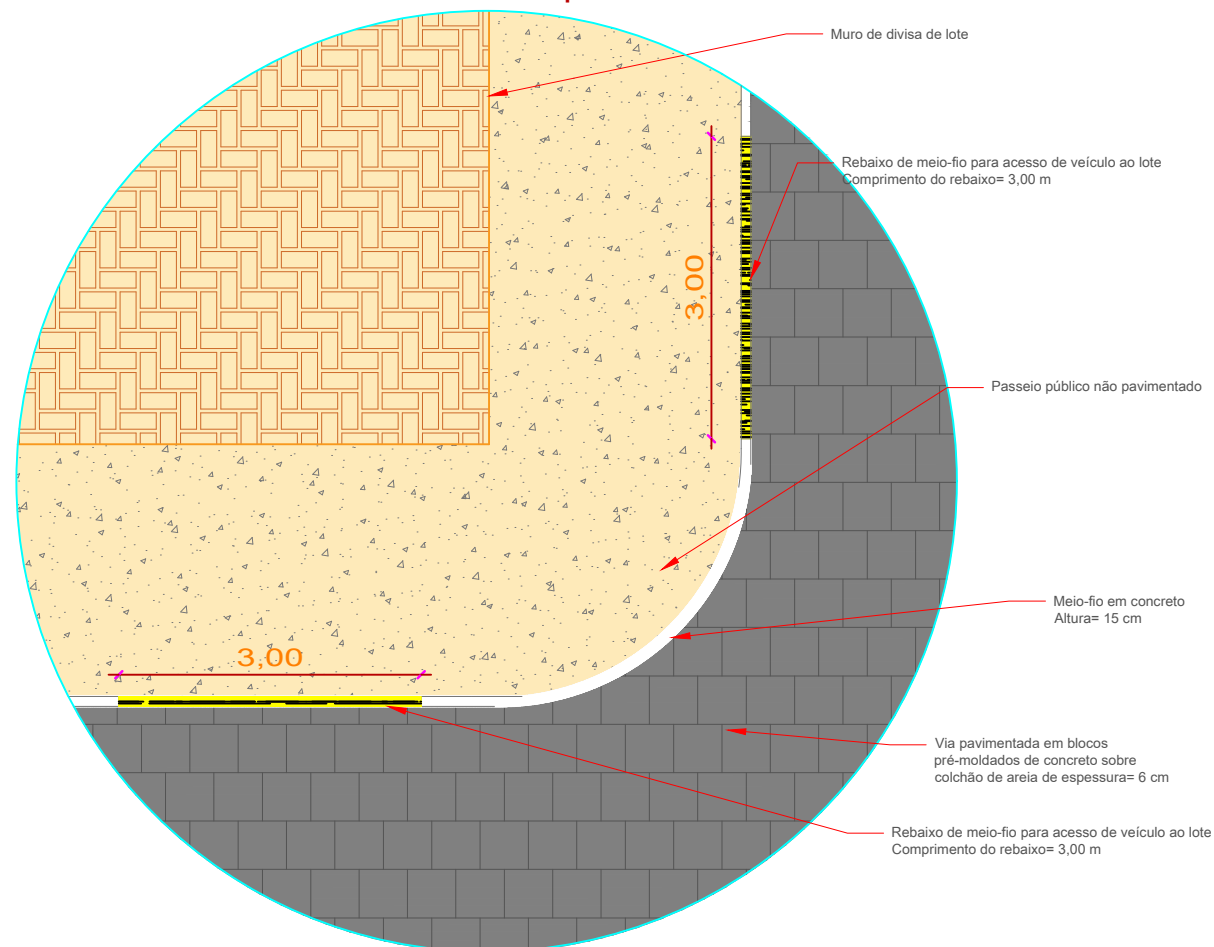 Muro de divisa de lote
Rebaixo de meio-fio para acesso de veículo ao lote
Comprimento do rebaixo= 3,00 m
3,00
Passeio público não pavimentado
Meio-fio em concreto
Altura= 15 cm
3,00
Via pavimentada em blocos
pré-moldados de concreto sobre
colchão de areia de espessura= 6 cm
Rebaixo de meio-fio para acesso de veículo ao lote
Comprimento do rebaixo= 3,00 m